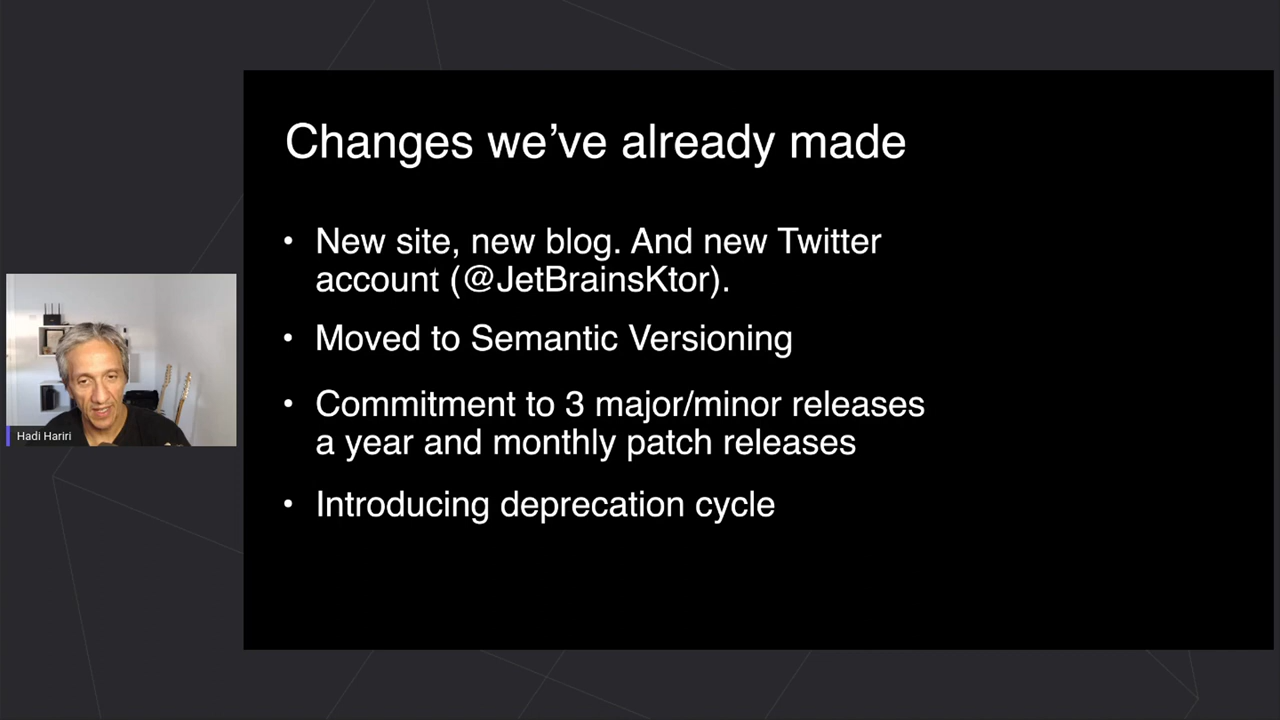 Changes we’ve already made
• New site, new blog. And new Twitter
account (@JetBrainsKtor).
• Moved to Semantic Versioning
• Commitment to 3 major/minor releases
a year and monthly patch releases
• Introducing deprecation cycle
Hadi Hariri